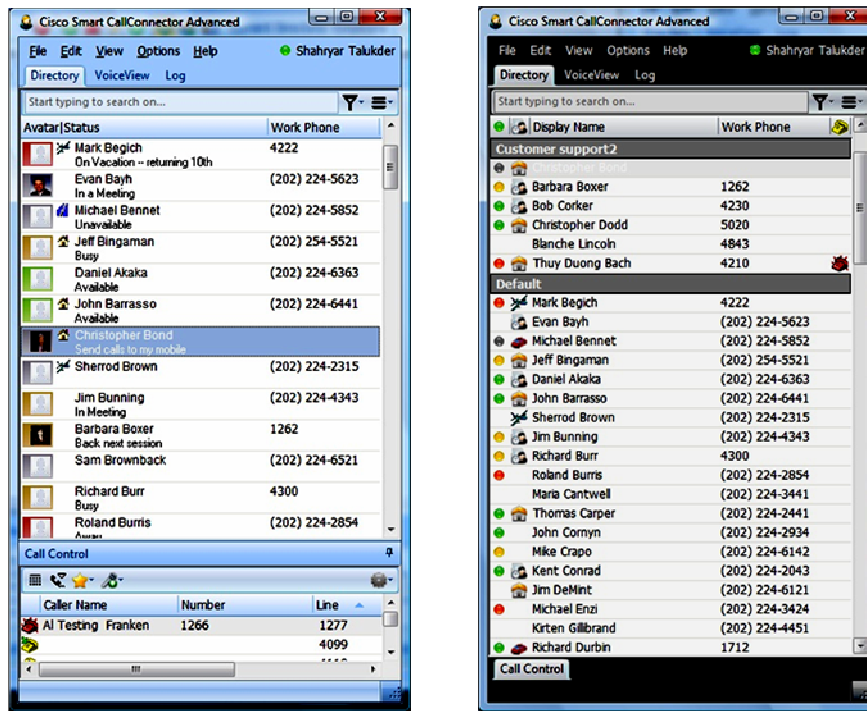 Cisco Smart CallConnector Advanced
File Edit View Options Help Shahryar Talukder
Directory VoiceView Log
Start typing to search on...
Avatar|Status Work Phone
Mark Begich 4222
On Vacation -- returning 10th
Evan Bayh (202) 224-5623
In a Meeting
Michael Bennet (202) 224-5852
Unavailable
Jeff Bingaman (202) 254-5521
Busy
Daniel Akaka (202) 224-6363
Available
John Barrasso (202) 224-6441
Available
Christopher Bond
Send calls to my mobile
Sherrod Brown (202) 224-2315
Jim Bunning (202) 224-4343
In Meeting
Barbara Boxer 1262
Back next session
Sam Brownback (202) 224-6521
Richard Burr 4300
Busy
Roland Burris (202) 224-2854
Call Control
Caller Name Number Line
Al Testing Franken 1266 1277
4099
Cisco Smart CallConnector Advanced
File Edit View Options Help Shahryar Talukder
Directory VoiceView Log
Start typing to search on...
Display Name Work Phone
Customer support2
Christopher Bond
Barbara Boxer 1262
Bob Corker 4230
Christopher Dodd 5020
Blanche Lincoln 4843
Thuy Duong Bach 4210
Default
Mark Begich 4222
Evan Bayh (202) 224-5623
Michael Bennet (202) 224-5852
Jeff Bingaman (202) 254-5521
Daniel Akaka (202) 224-6363
John Barrasso (202) 224-6441
Sherrod Brown (202) 224-2315
Jim Bunning (202) 224-4343
Richard Burr 4300
Roland Burris (202) 224-2854
Maria Cantwell (202) 224-3441
Thomas Carper (202) 224-2441
John Cornyn (202) 224-2934
Mike Crapo (202) 224-6142
Kent Conrad (202) 224-2043
Jim DeMint (202) 224-6121
Michael Enzi (202) 224-3424
Kirten Gillibrand (202) 224-4451
Richard Durbin 1712
Call Control